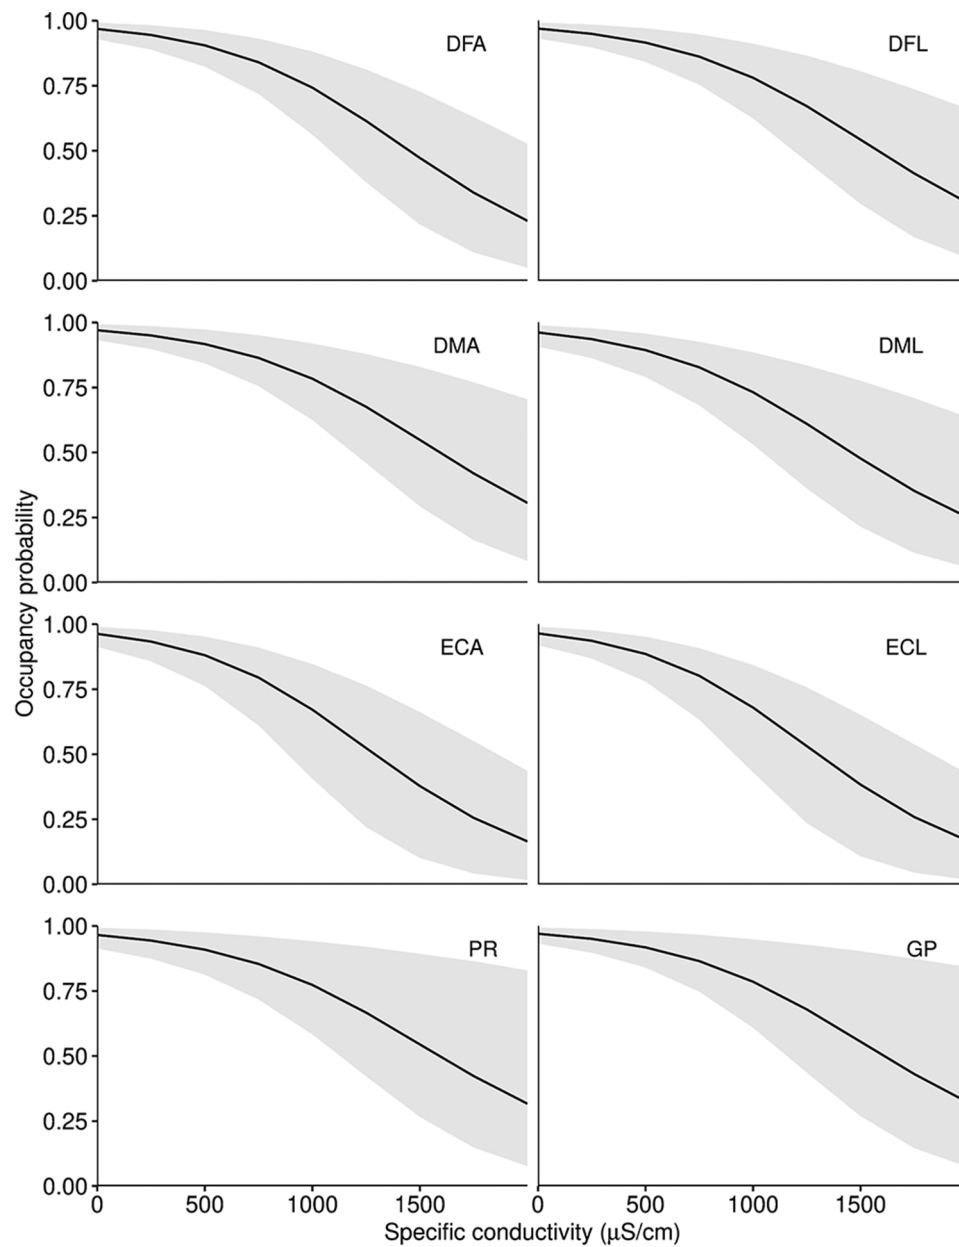 1.00
0.75
0.50
0.25
0.00
DFA
DFL
1.00
0.75
0.50
0.25
0.00
DMA
DML
1.00
0.75
0.50
0.25
0.00
ECA
ECL
1.00
0.75
0.50
0.25
0.00
PR
GP
Occupancy probability
0 500 1000 1500 0 500 1000 1500
Specific conductivity (μS/cm)